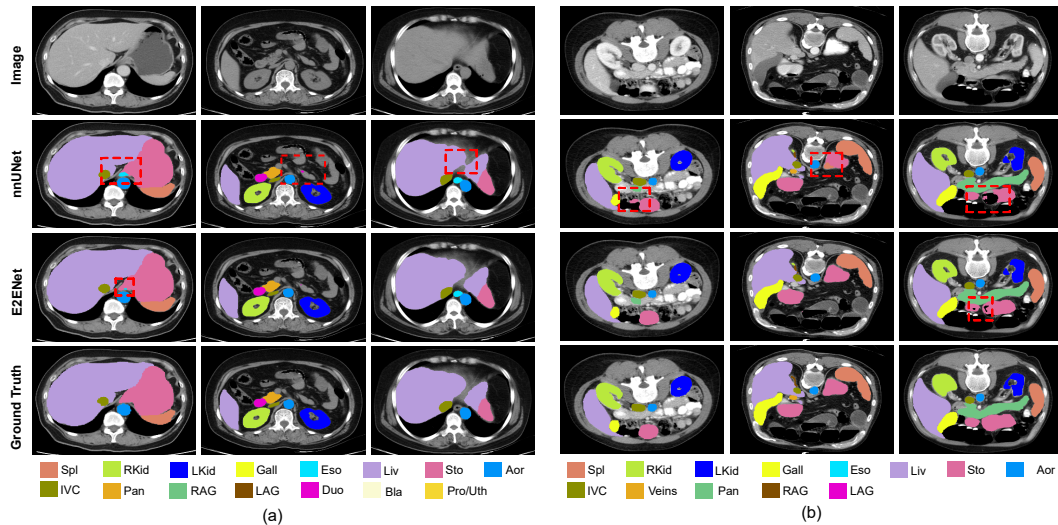 Image
nnUNet
E2ENet
Ground Truth
Spl RKid LKid Gall Eso Liv Sto Aor
IVC Pan RAG LAG Duo Bla Pro/Uth
(a)
Spl RKid LKid Gall Eso Liv Sto Aor
IVC Veins Pan RAG LAG
(b)